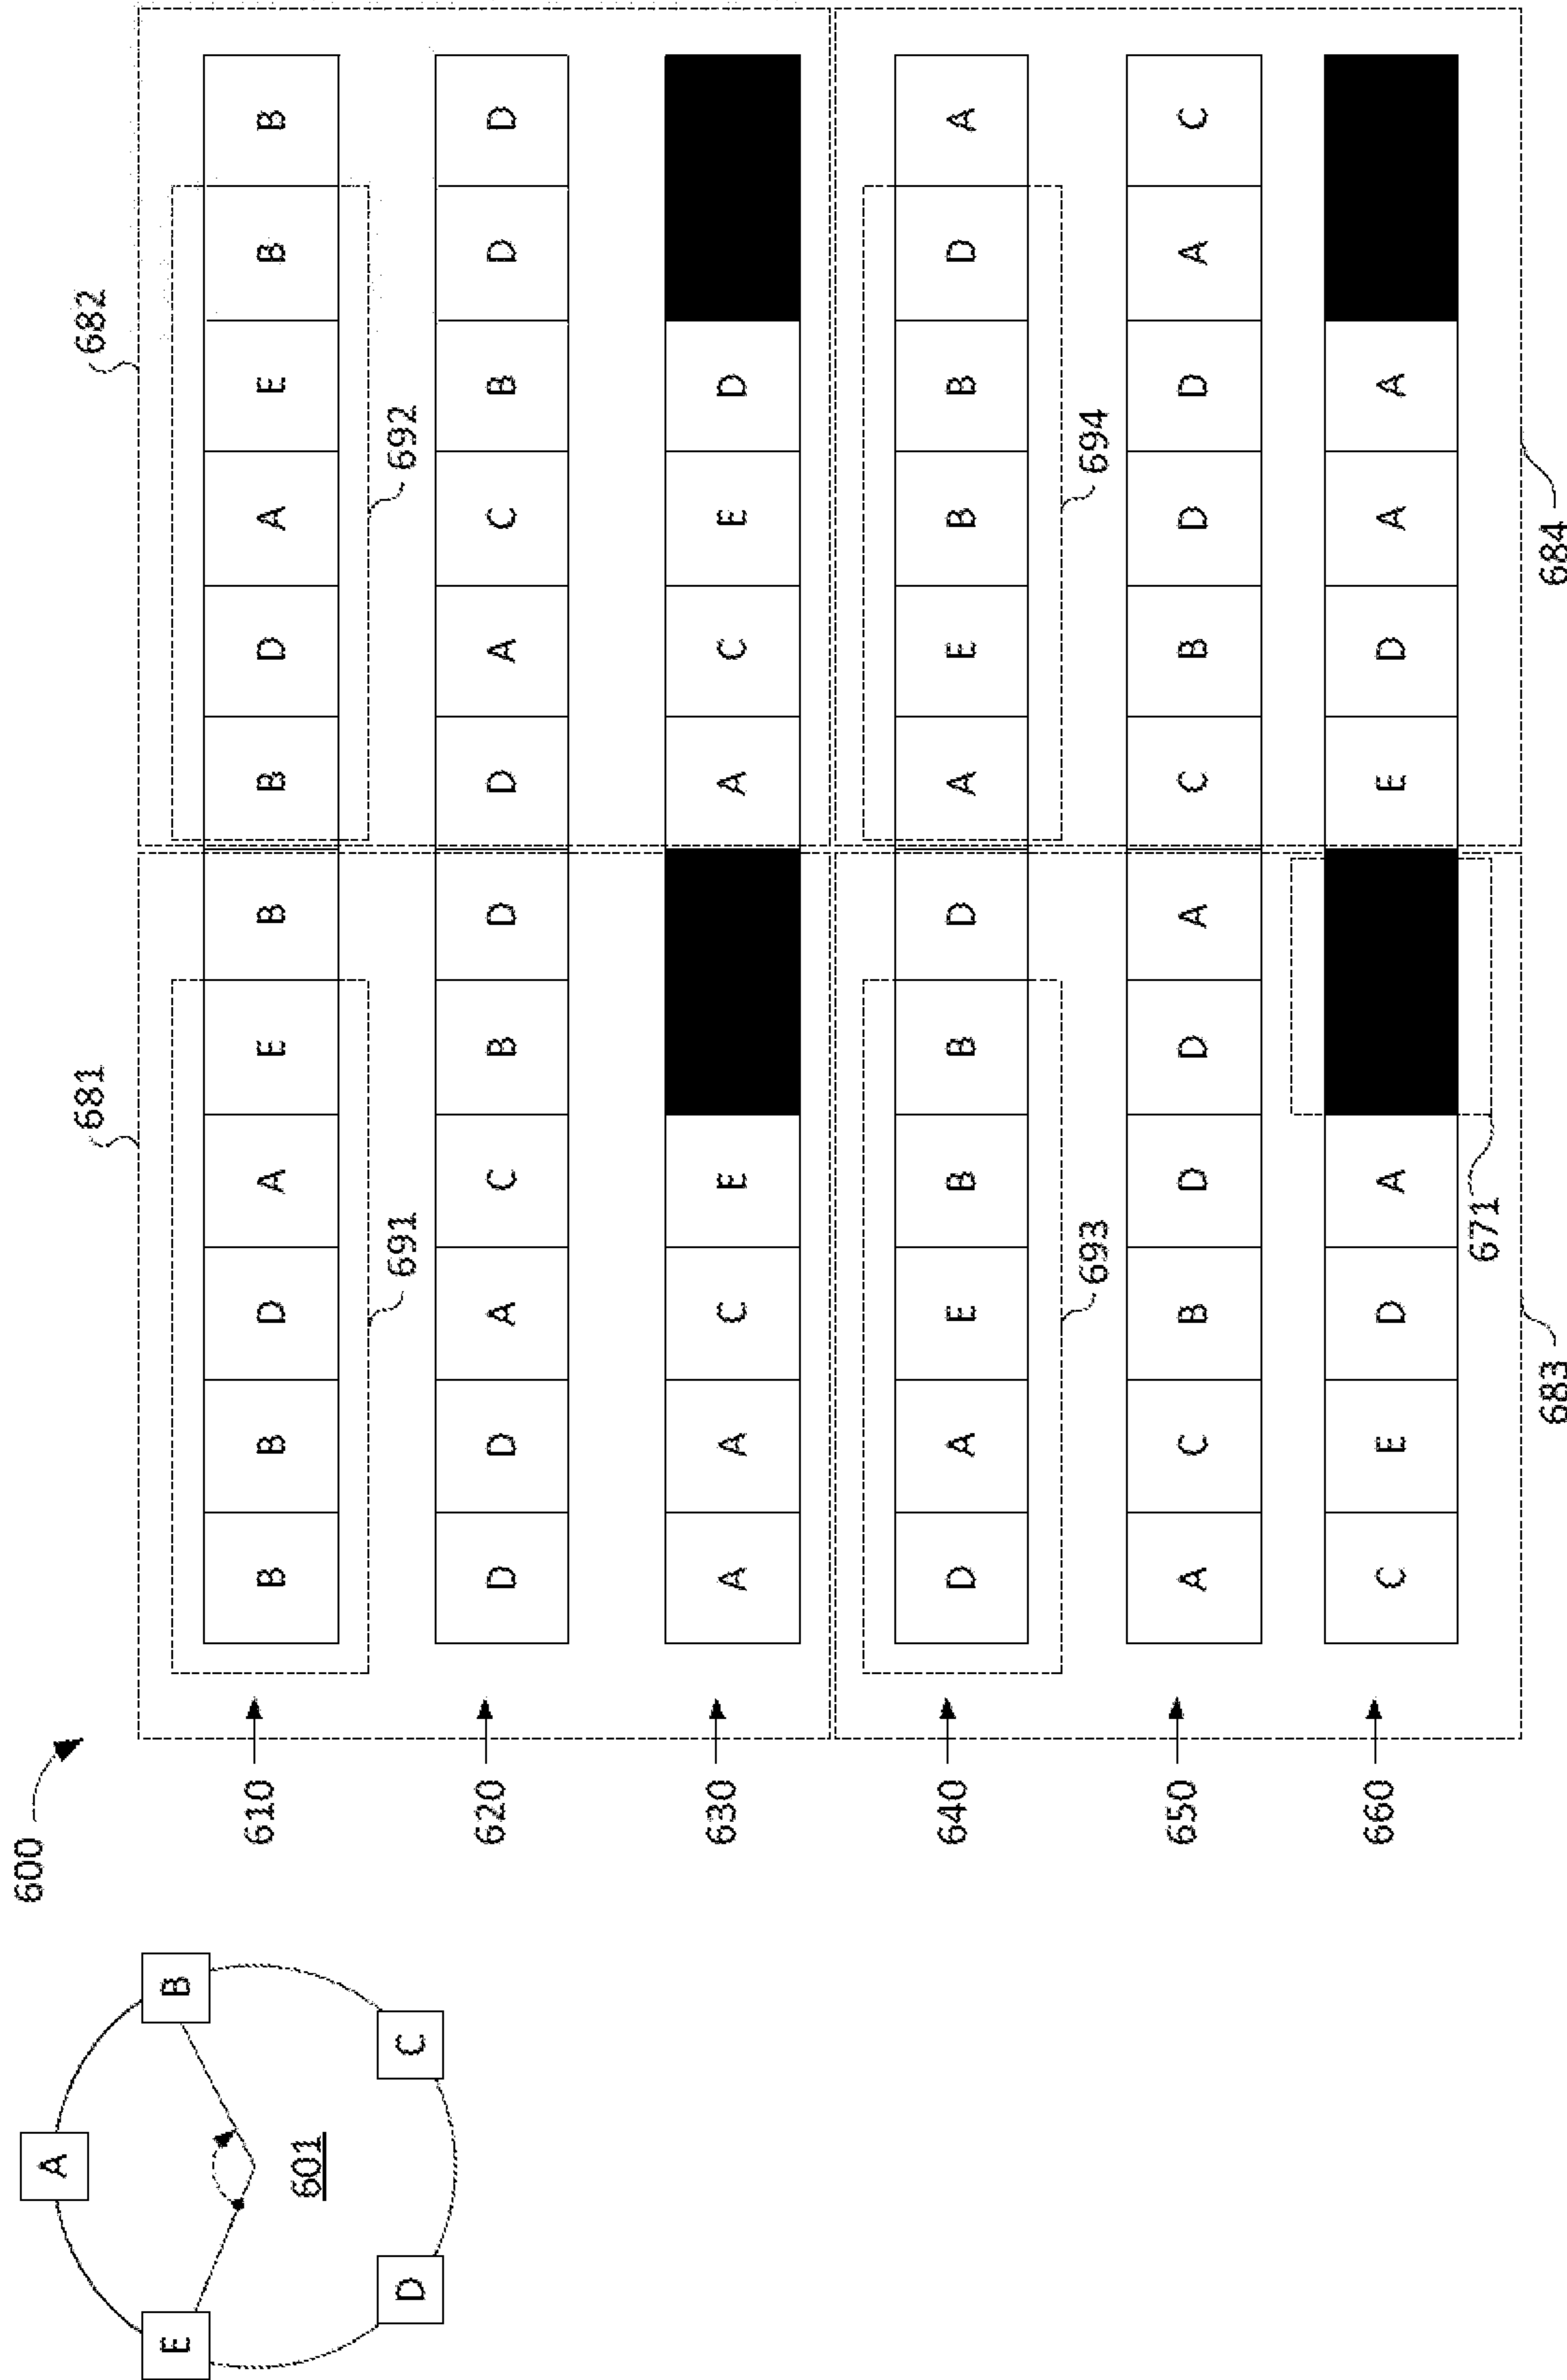 600
A
E B
601
D C
681 682
610 B B D A E B B D A E B B
691 692
620 D D A C B D D A C B D D
630 A A C E A C E D
640 D A E B B D A E B B D A
693 694
650 A C B D D A C B D D A C
660 C E D A E D A A
671
683 684